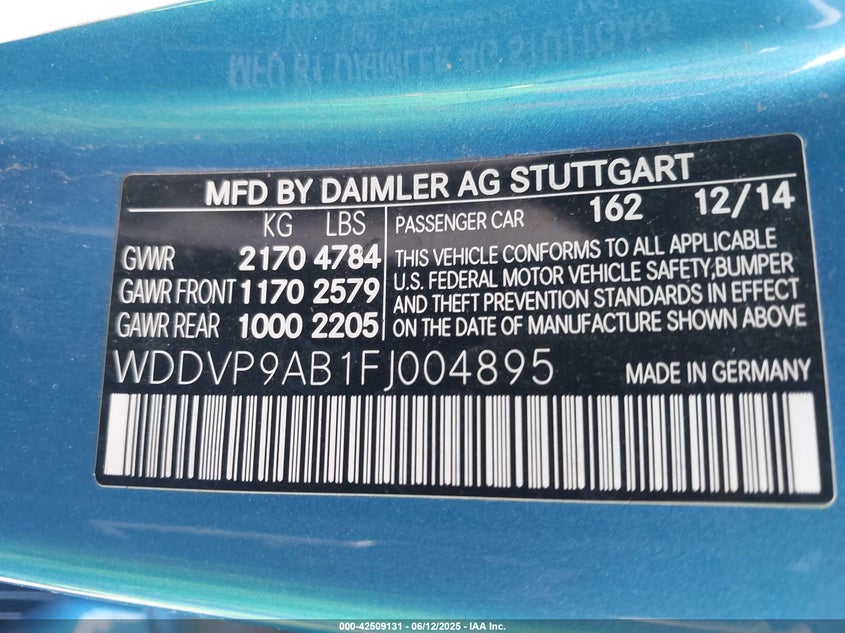 MFD BY DAIMLER AG STUTTGART
KG LBS
GVWR 2170 4784
GAWR FRONT 1170 2579
GAWR REAR 1000 2205
PASSENGER CAR 162 12/14
THIS VEHICLE CONFORMS TO ALL APPLICABLE
U.S. FEDERAL MOTOR VEHICLE SAFETY,BUMPER
AND THEFT PREVENTION STANDARDS IN EFFECT
ON THE DATE OF MANUFACTURE SHOWN ABOVE
WDDVP9AB1FJ004895 MADE IN GERMANY
000-42509131 - 06/12/2025 - IAA Inc.